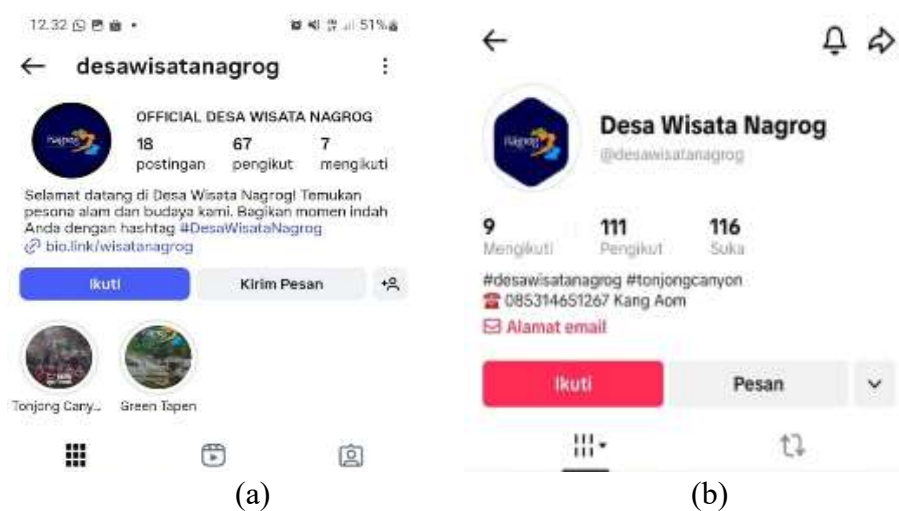 12.32
51%
desawisatanagrog
Nagrog
OFFICIAL DESA WISATA NAGROG
18 67 7
postingan pengikut mengikuti
Selamat datang di Desa Wisata Nagrog! Temukan
pesona alam dan budaya kami. Bagikan momen indah
Anda dengan hashtag #DesaWisataNagrog
bio.link/wisatanagrog
Ikuti Kirim Pesan
Tonjong Cany... Green Tapen
(a)
Nagrog
Desa Wisata Nagrog
@desawisatanagrog
9 111 116
Mengikuti Pengikut Suka
#desawisatanagrog #tonjongcanyon
085314651267 Kang Aom
Alamat email
Ikuti Pesan
(b)